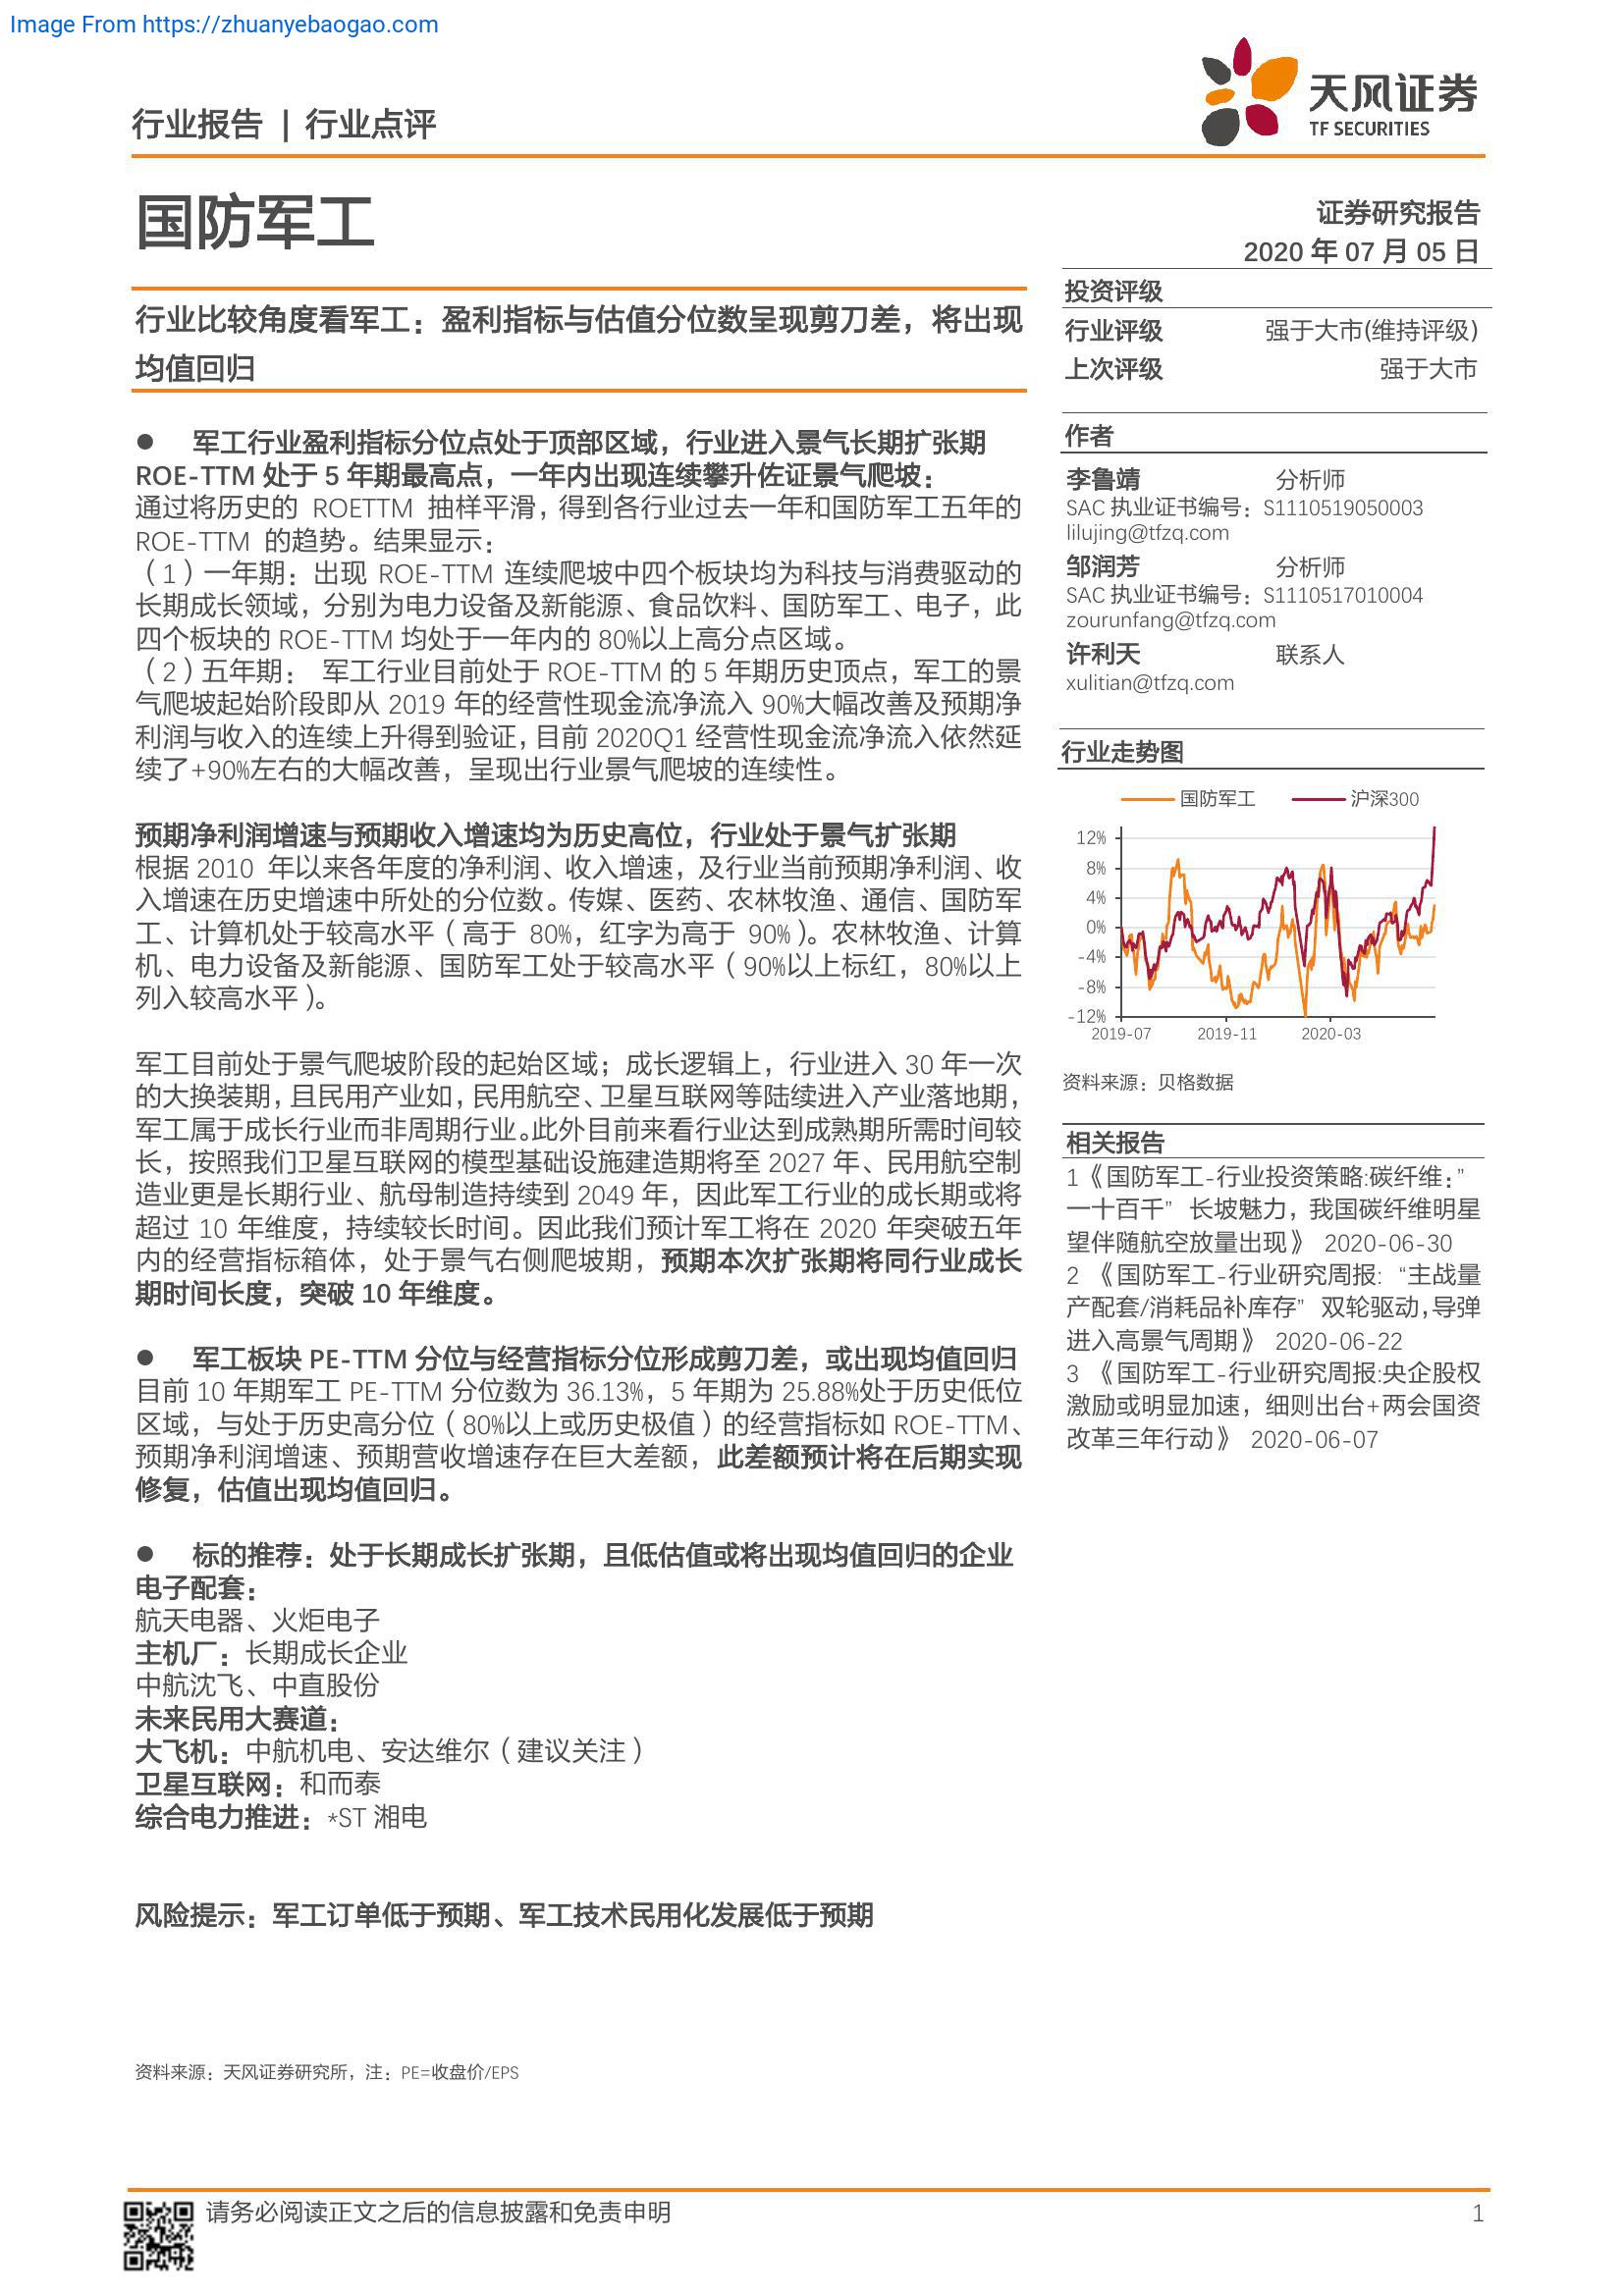 Image From https://zhuanyebaogao.com
天风证券
TF SECURITIES
行业报告 | 行业点评
国防军工
证券研究报告
2020 年 07 月 05 日
行业比较角度看军工：盈利指标与估值分位数呈现剪刀差，将出现
均值回归
● 军工行业盈利指标分位点处于顶部区域，行业进入景气长期扩张期
ROE-TTM 处于 5 年期最高点，一年内出现连续攀升佐证景气爬坡：
通过将历史的 ROETTM 抽样平滑，得到各行业过去一年和国防军工五年的
ROE-TTM 的趋势。结果显示：
（1）一年期：出现 ROE-TTM 连续爬坡中四个板块均为科技与消费驱动的
长期成长领域，分别为电力设备及新能源、食品饮料、国防军工、电子，此
四个板块的 ROE-TTM 均处于一年内的 80%以上高分点区域。
（2）五年期： 军工行业目前处于 ROE-TTM 的 5 年期历史顶点，军工的景
气爬坡起始阶段即从 2019 年的经营性现金流净流入 90%大幅改善及预期净
利润与收入的连续上升得到验证，目前 2020Q1 经营性现金流净流入依然延
续了+90%左右的大幅改善，呈现出行业景气爬坡的连续性。
预期净利润增速与预期收入增速均为历史高位，行业处于景气扩张期
根据 2010 年以来各年度的净利润、收入增速，及行业当前预期净利润、收
入增速在历史增速中所处的分位数。传媒、医药、农林牧渔、通信、国防军
工、计算机处于较高水平（高于 80%，红字为高于 90%）。农林牧渔、计算
机、电力设备及新能源、国防军工处于较高水平（90%以上标红，80%以上
列入较高水平）。
军工目前处于景气爬坡阶段的起始区域；成长逻辑上，行业进入 30 年一次
的大换装期，且民用产业如，民用航空、卫星互联网等陆续进入产业落地期，
军工属于成长行业而非周期行业。此外目前来看行业达到成熟期所需时间较
长，按照我们卫星互联网的模型基础设施建造期将至 2027 年、民用航空制
造业更是长期行业、航母制造持续到 2049 年，因此军工行业的成长期或将
超过 10 年维度，持续较长时间。因此我们预计军工将在 2020 年突破五年
内的经营指标箱体，处于景气右侧爬坡期，预期本次扩张期将同行业成长
期时间长度，突破 10 年维度。
● 军工板块 PE-TTM 分位与经营指标分位形成剪刀差，或出现均值回归
目前 10 年期军工 PE-TTM 分位数为 36.13%，5 年期为 25.88%处于历史低位
区域，与处于历史高分位（80%以上或历史极值）的经营指标如 ROE-TTM、
预期净利润增速、预期营收增速存在巨大差额，此差额预计将在后期实现
修复，估值出现均值回归。
● 标的推荐：处于长期成长扩张期，且低估值或将出现均值回归的企业
电子配套：
航天电器、火炬电子
主机厂：长期成长企业
中航沈飞、中直股份
未来民用大赛道：
大飞机：中航机电、安达维尔（建议关注）
卫星互联网：和而泰
综合电力推进：*ST 湘电
风险提示：军工订单低于预期、军工技术民用化发展低于预期
资料来源：天风证券研究所，注：PE=收盘价/EPS
投资评级
行业评级 强于大市(维持评级)
上次评级 强于大市
作者
李鲁靖 分析师
SAC 执业证书编号：S1110519050003
lilujing@tfzq.com
邹润芳 分析师
SAC 执业证书编号：S1110517010004
zourunfang@tfzq.com
许利天 联系人
xulitian@tfzq.com
行业走势图
国防军工 沪深300
12%
8%
4%
0%
-4%
-8%
-12%
2019-07 2019-11 2020-03
资料来源：贝格数据
相关报告
1《国防军工-行业投资策略:碳纤维：”
一十百千” 长坡魅力，我国碳纤维明星
望伴随航空放量出现》 2020-06-30
2 《国防军工-行业研究周报: “主战量
产配套/消耗品补库存” 双轮驱动，导弹
进入高景气周期》 2020-06-22
3 《国防军工-行业研究周报:央企股权
激励或明显加速，细则出台+两会国资
改革三年行动》 2020-06-07
请务必阅读正文之后的信息披露和免责申明
1